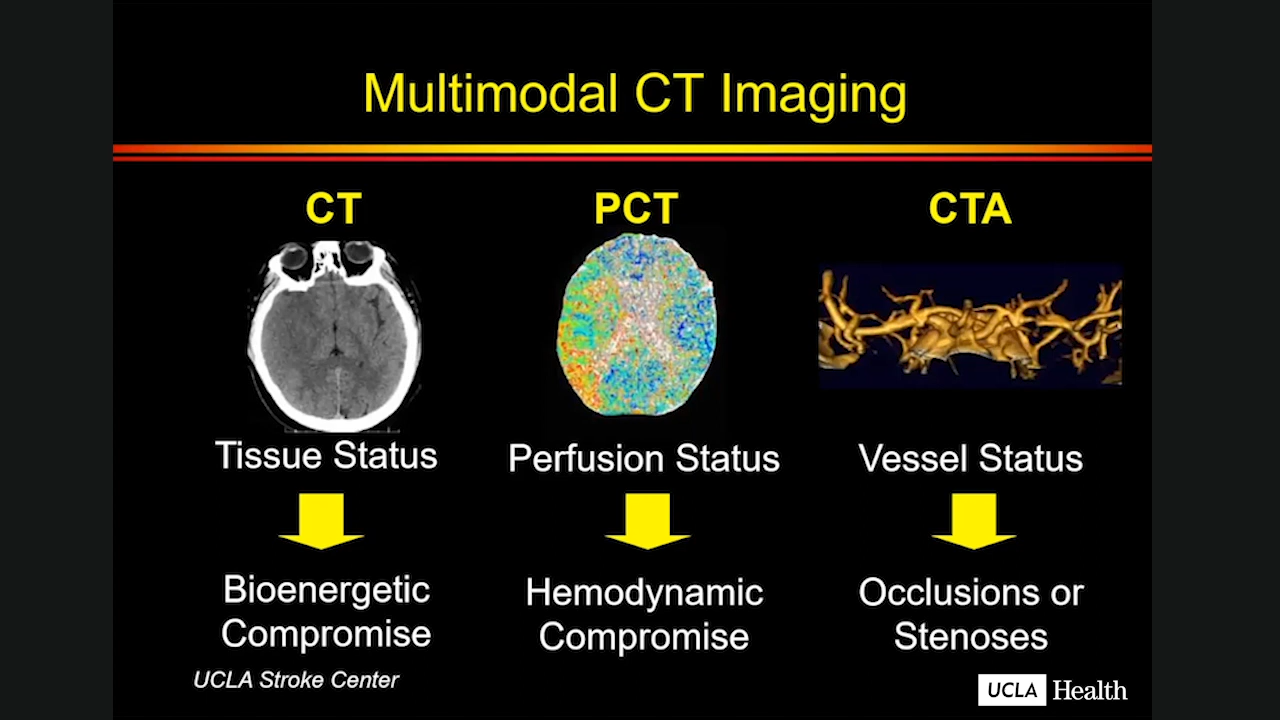 Multimodal CT Imaging
CT
PCT
CTA
Tissue Status
Perfusion Status
Vessel Status
Bioenergetic
Compromise
Hemodynamic
Compromise
Occlusions or
Stenoses
UCLA Stroke Center
UCLA Health